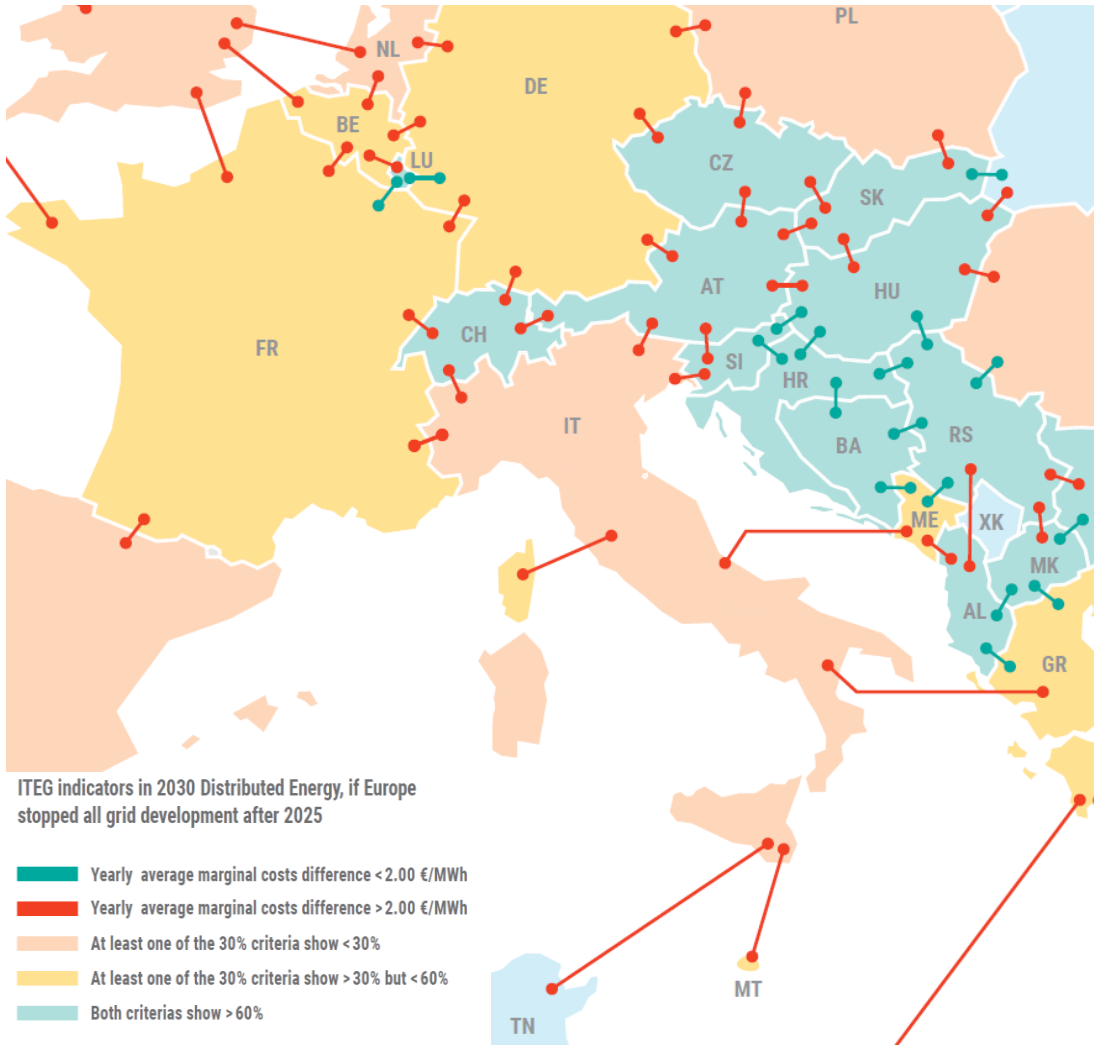 PL
NL
DE
BE
LU
CZ
SK
AT
HU
CH
FR
SI
HR
IT
BA
RS
ME
XK
MK
AL
GR
ITEG indicators in 2030 Distributed Energy, if Europe
stopped all grid development after 2025
Yearly average marginal costs difference <2.00 €/MWh
Yearly average marginal costs difference >2.00 €/MWh
At least one of the 30% criteria show <30%
At least one of the 30% criteria show >30% but <60%
Both criterias show >60%
MT
TN